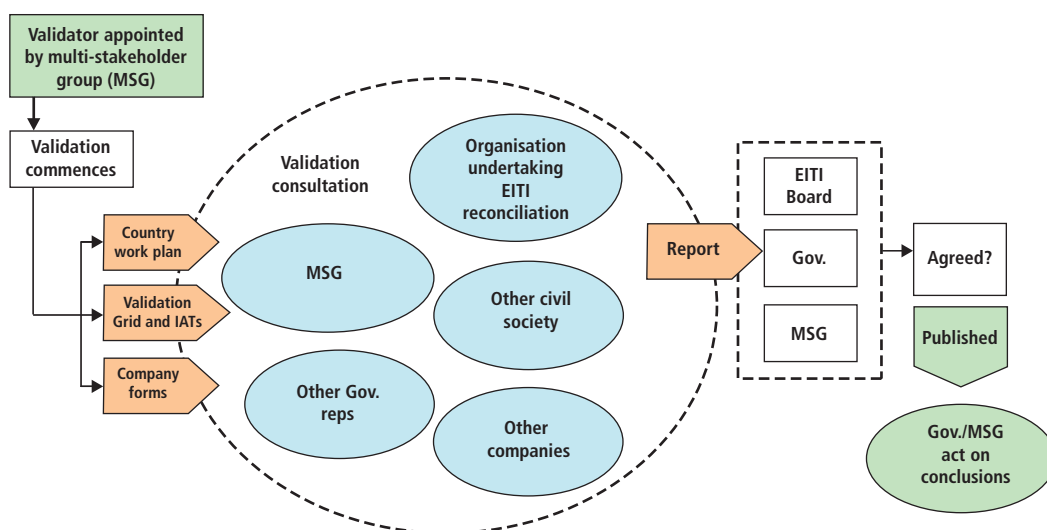 Validator appointed
by multi-stakeholder
group (MSG)
Validation
commences
Country
work plan
Validation
Grid and IATs
Company
forms
Validation
consultation
Organisation
undertaking
EITI
reconciliation
MSG
Other civil
society
Other Gov.
reps
Other
companies
Report
EITI
Board
Gov.
MSG
Agreed?
Published
Gov./MSG
act on
conclusions